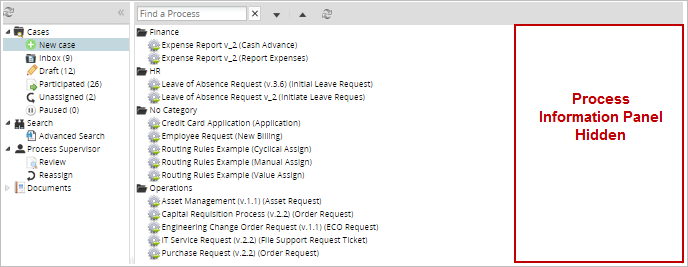 Cases
New case
Inbox (9)
Draft (12)
Participated (26)
Unassigned (2)
Paused (0)
Search
Advanced Search
Process Supervisor
Review
Reassign
Documents
Find a Process
Finance
Expense Report v_2 (Cash Advance)
Expense Report v_2 (Report Expenses)
HR
Leave of Absence Request (v.3.6) (Initial Leave Request)
Leave of Absence Request v_2 (Initiate Leave Reques)
No Category
Credit Card Application (Application)
Employee Request (New Billing)
Routing Rules Example (Cyclical Assign)
Routing Rules Example (Manual Assign)
Routing Rules Example (Value Assign)
Operations
Asset Management (v.1.1) (Asset Request)
Capital Requisition Process (v.2.2) (Order Request)
Engineering Change Order Request (v.1.1) (ECO Request)
IT Service Request (v.2.2) (File Support Request Ticket)
Purchase Request (v.2.2) (Order Request)
Process
Information Panel
Hidden